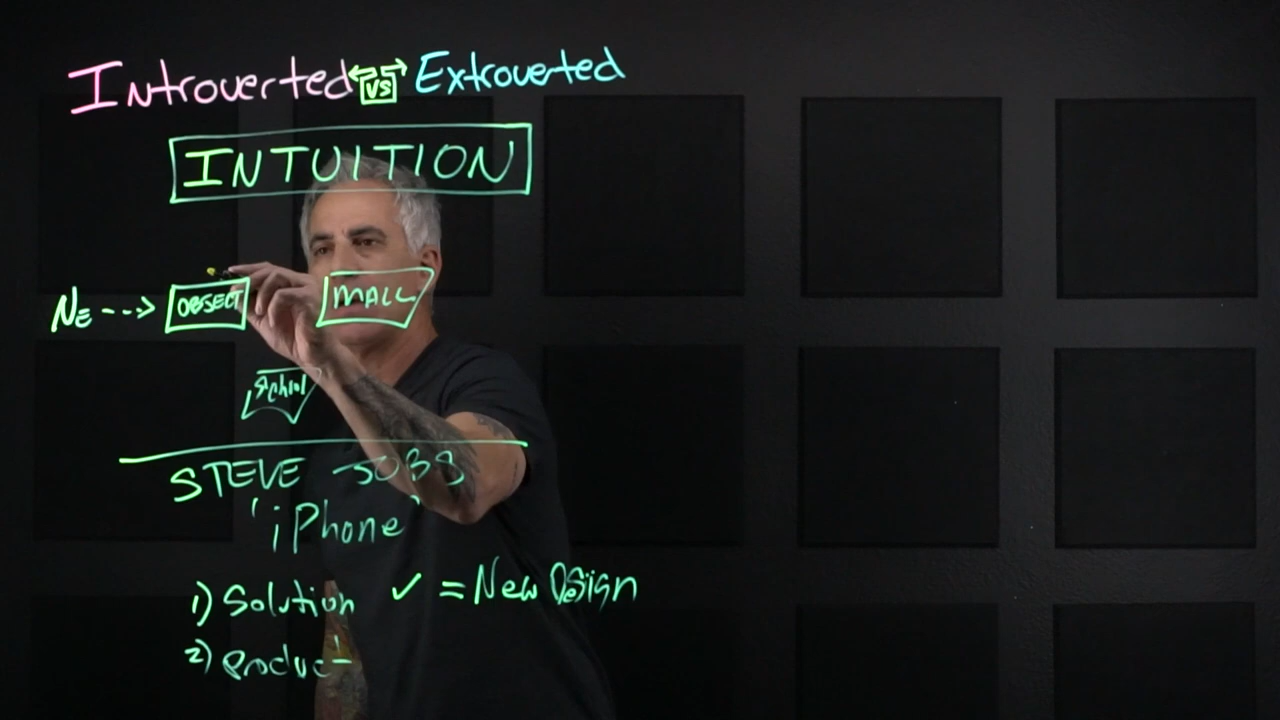 Introverted vs Extroverted
INTUITION
Ne ---> OBJECT MALL
School
STEVE JOBS
'iPhone'
1) Solution ✓ = New Design
2) Product